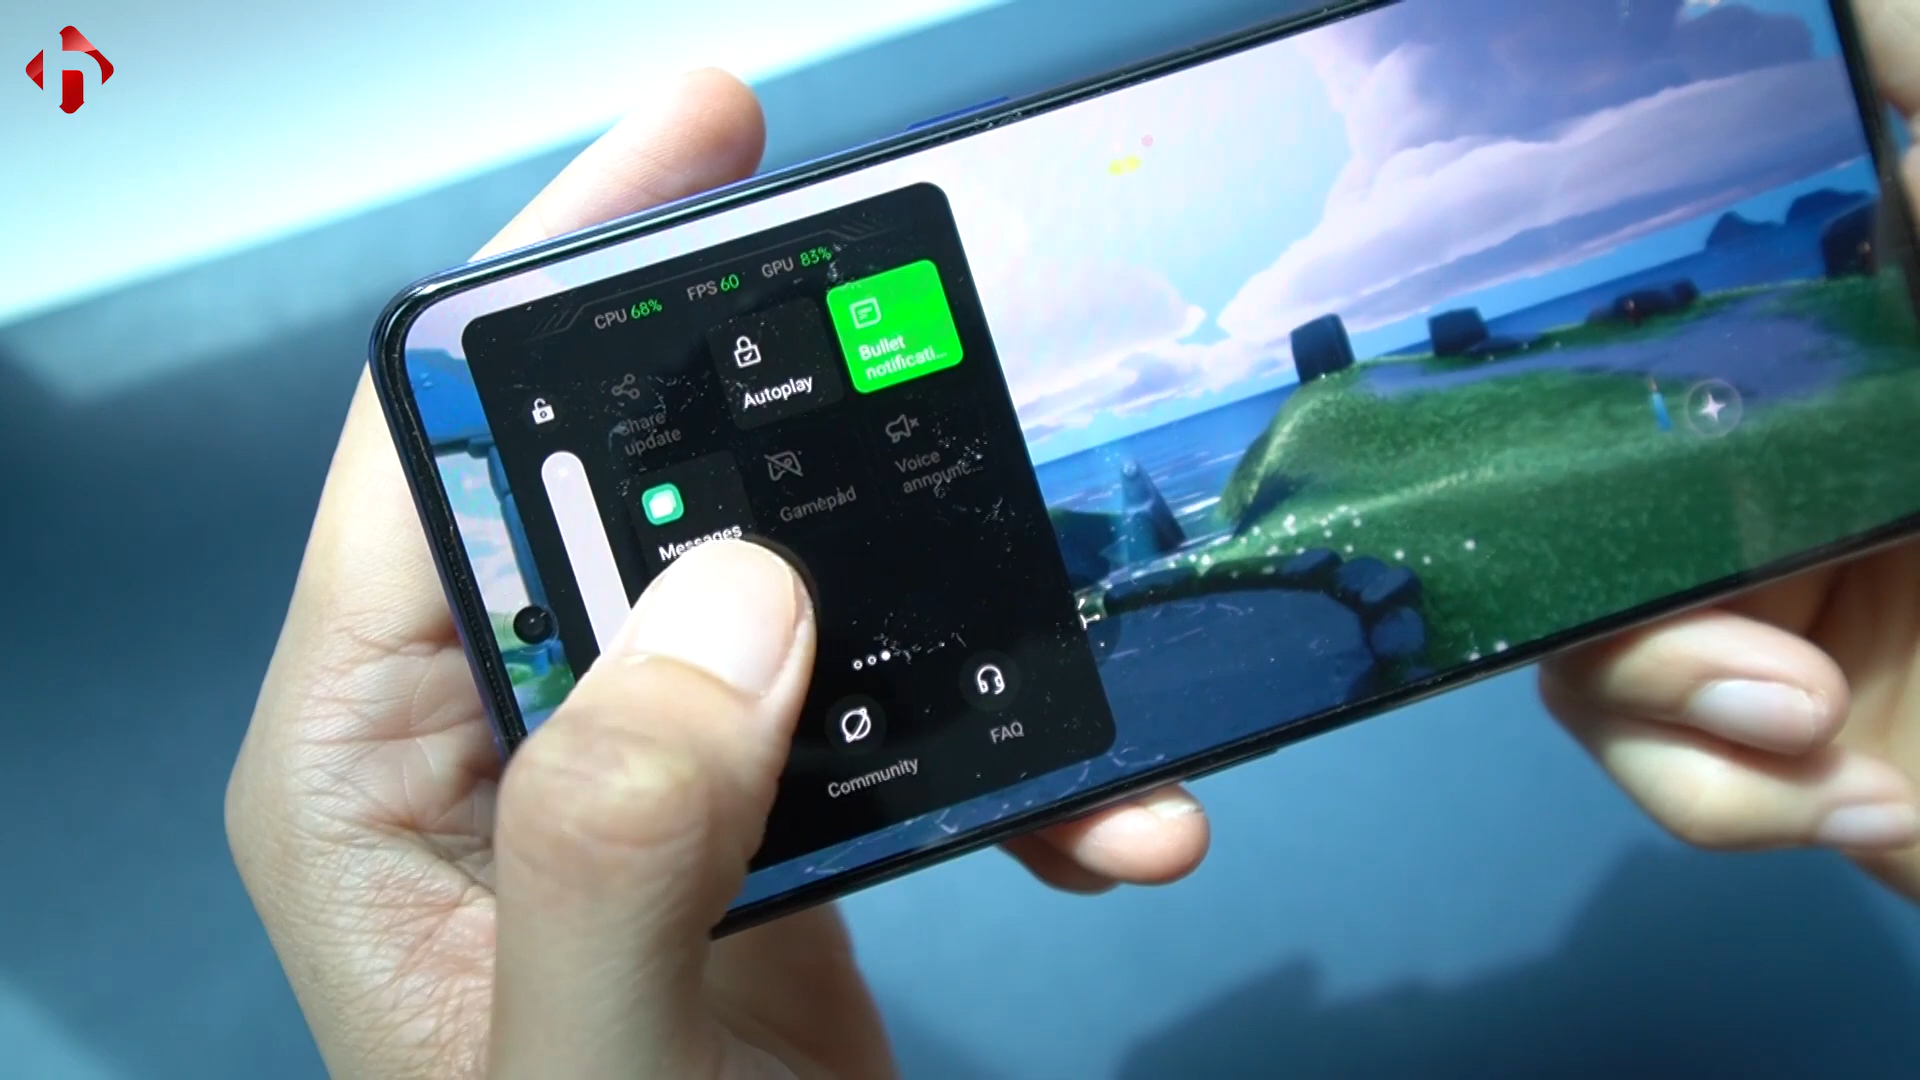 CPU 68% FPS 60 GPU 83%
Share
update
Autoplay
Bullet
notificati...
Messages
Gamepad
Voice
announc...
Community
FAQ